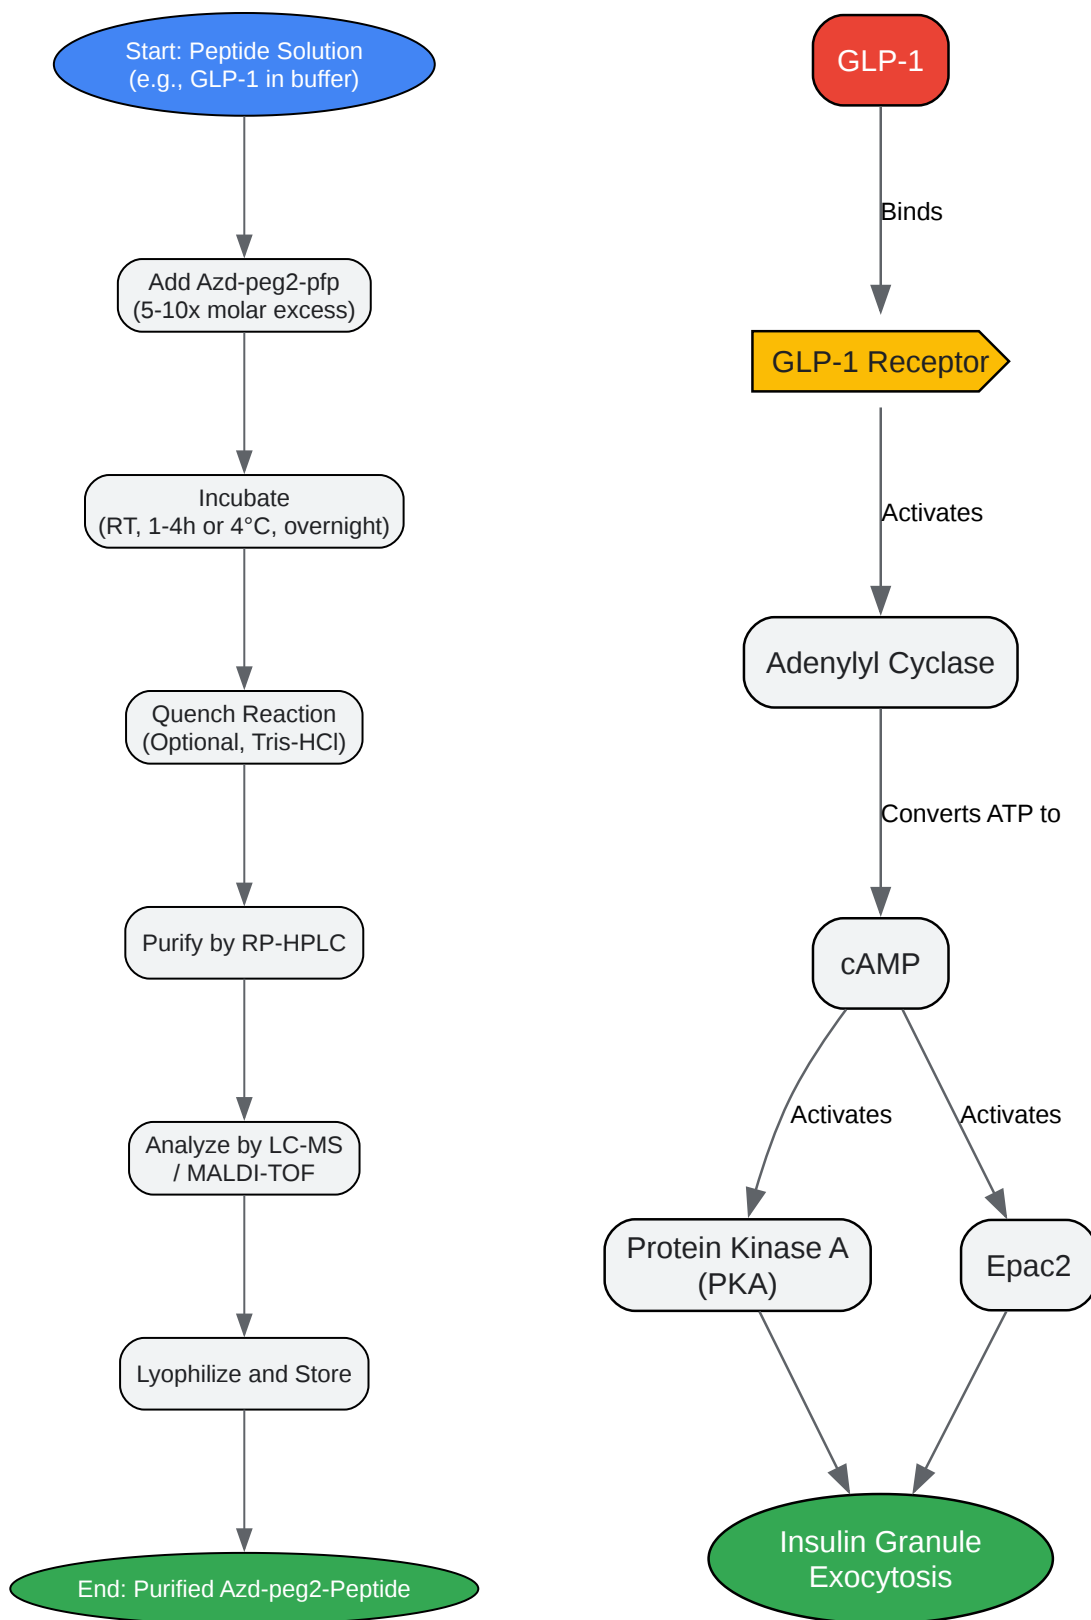 Start: Peptide Solution
(e.g., GLP-1 in buffer)
Add Azd-peg2-pfp
(5-10x molar excess)
Incubate
(RT, 1-4h or 4°C, overnight)
Quench Reaction
(Optional, Tris-HCl)
Purify by RP-HPLC
Analyze by LC-MS
/ MALDI-TOF
Lyophilize and Store
End: Purified Azd-peg2-Peptide
GLP-1
Binds
GLP-1 Receptor
Activates
Adenylyl Cyclase
Converts ATP to
cAMP
Activates
Activates
Protein Kinase A
(PKA)
Epac2
Insulin Granule
Exocytosis